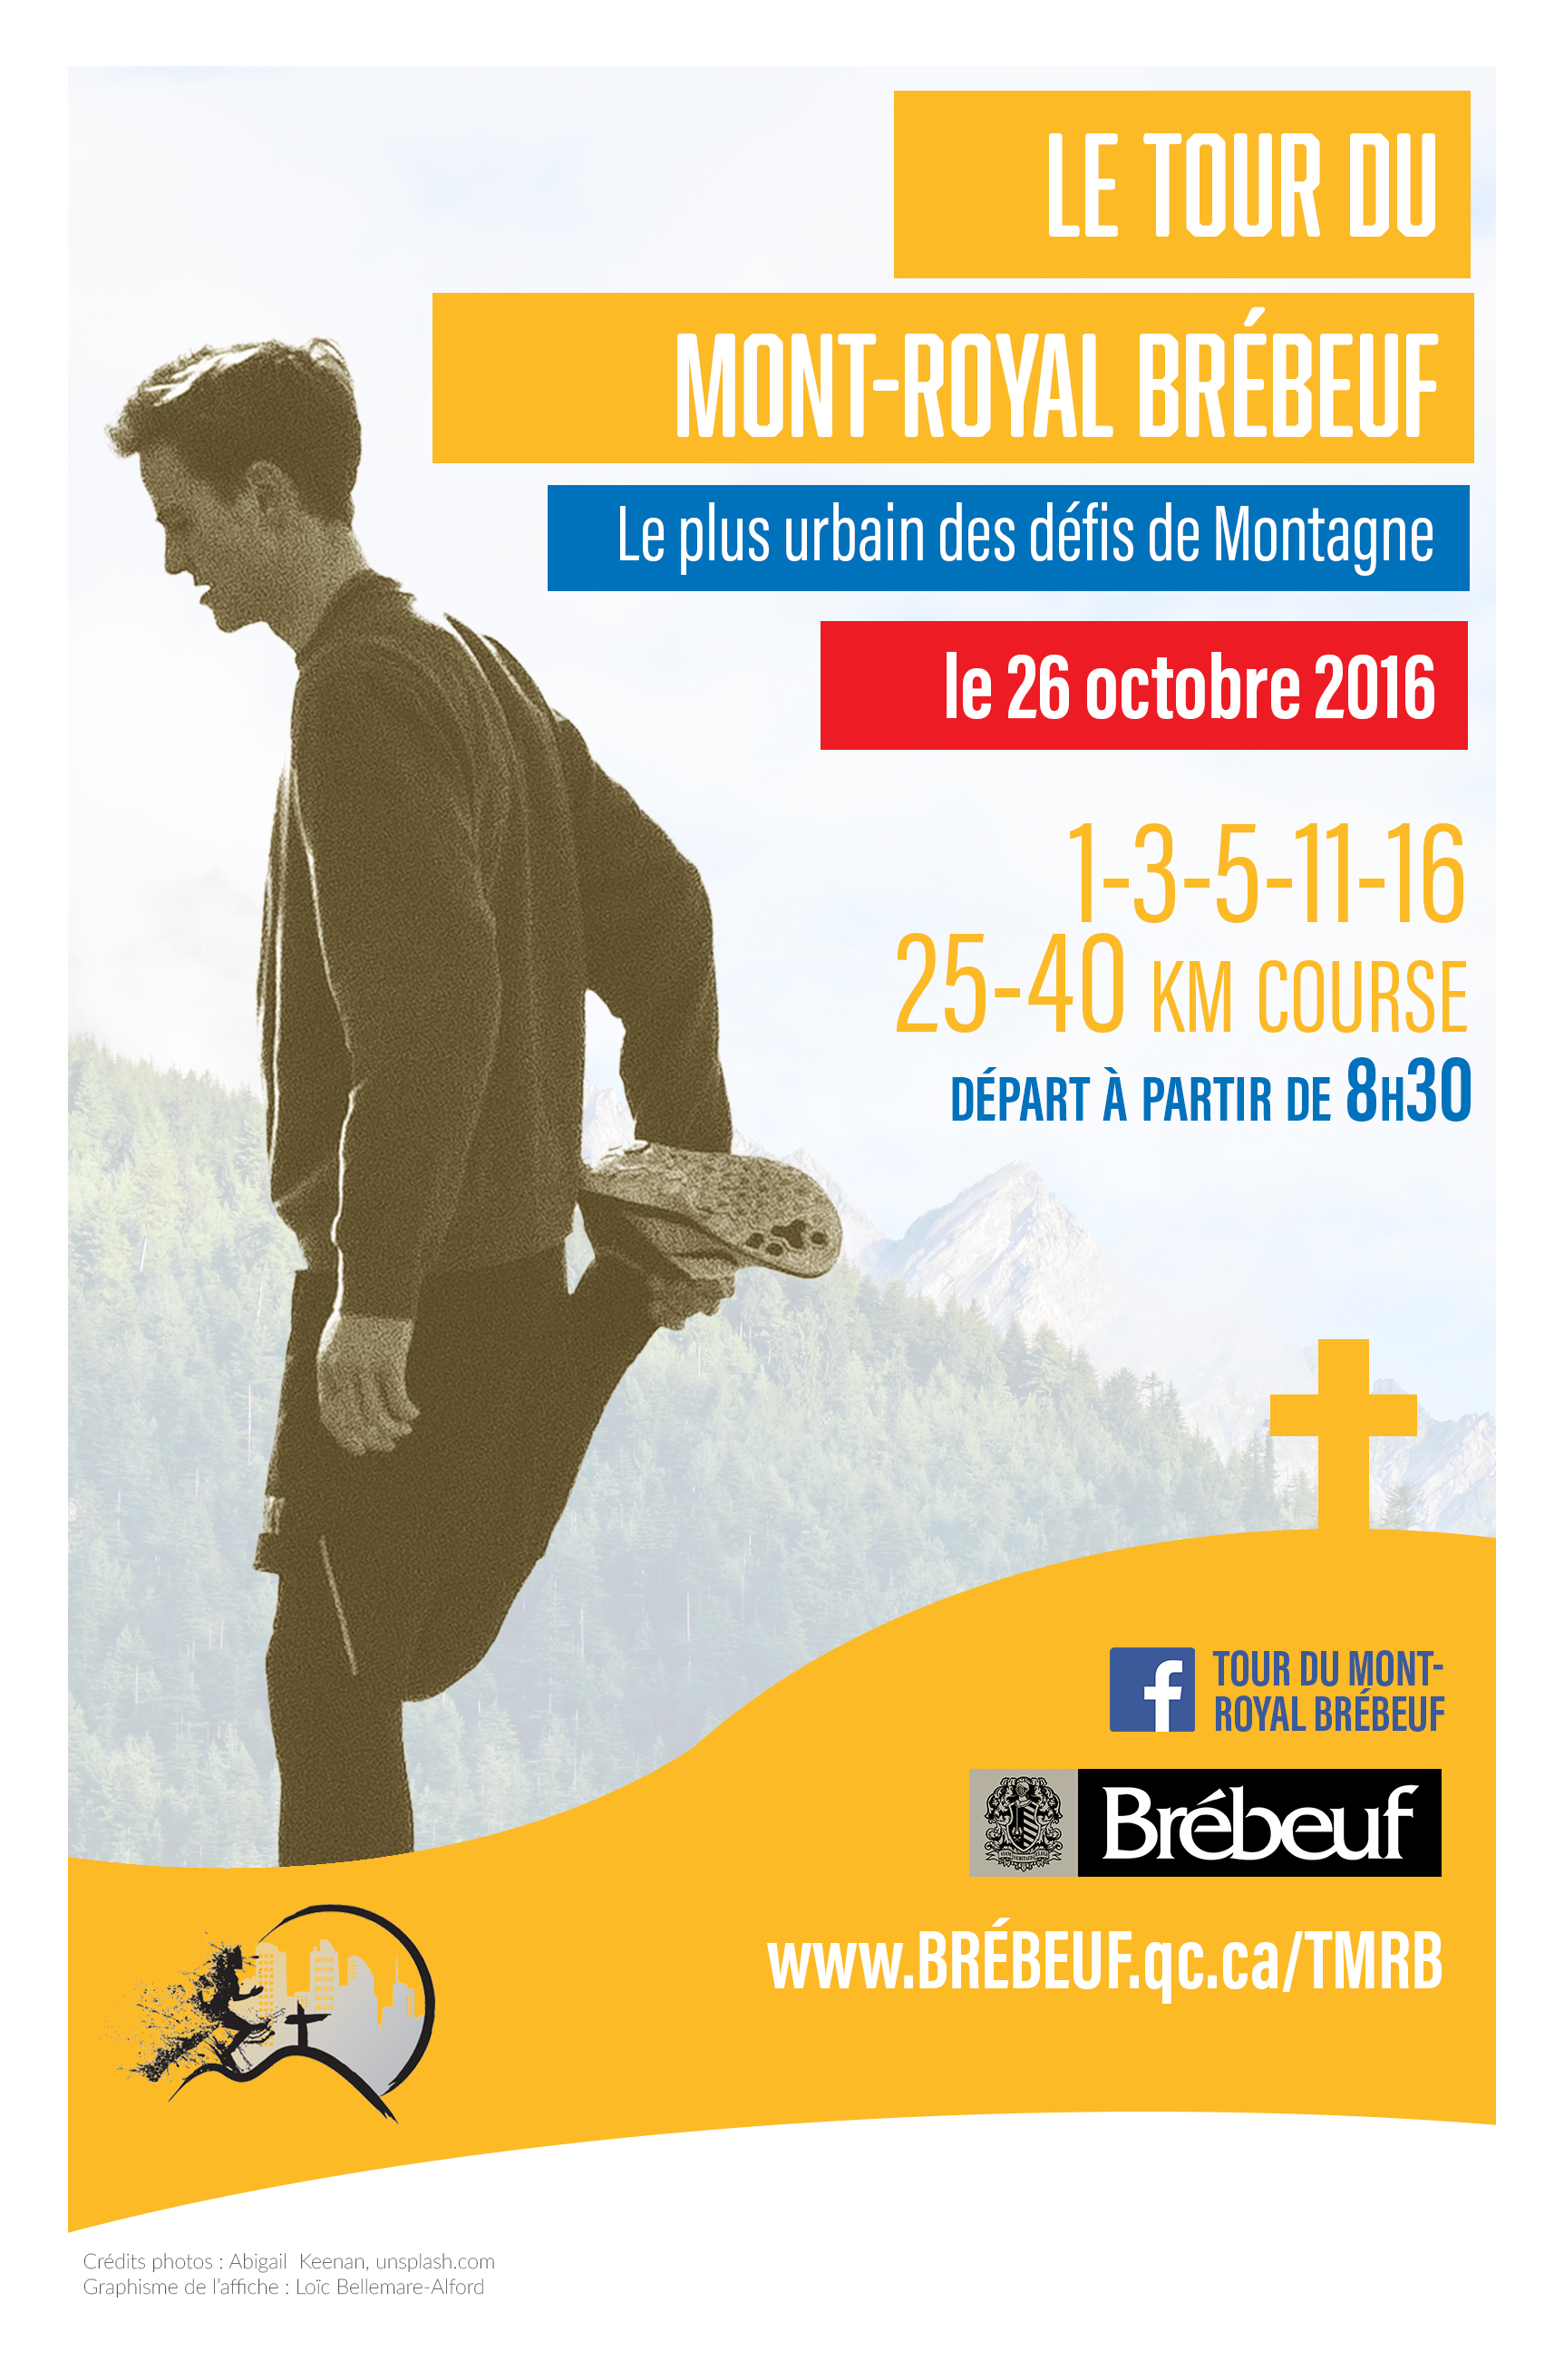 LE TOUR DU
MONT-ROYAL BRÉBEUF
Le plus urbain des défis de Montagne
le 26 octobre 2016
1-3-5-11-16
25-40 KM COURSE
DÉPART À PARTIR DE 8H30
f TOUR DU MONT-
ROYAL BRÉBEUF
Brébeuf
www.BRÉBEUF.qc.ca/TMRB
Crédits photos : Abigail Keenan, unsplash.com
Graphisme de l'affiche : Loïc Bellemare-Alford